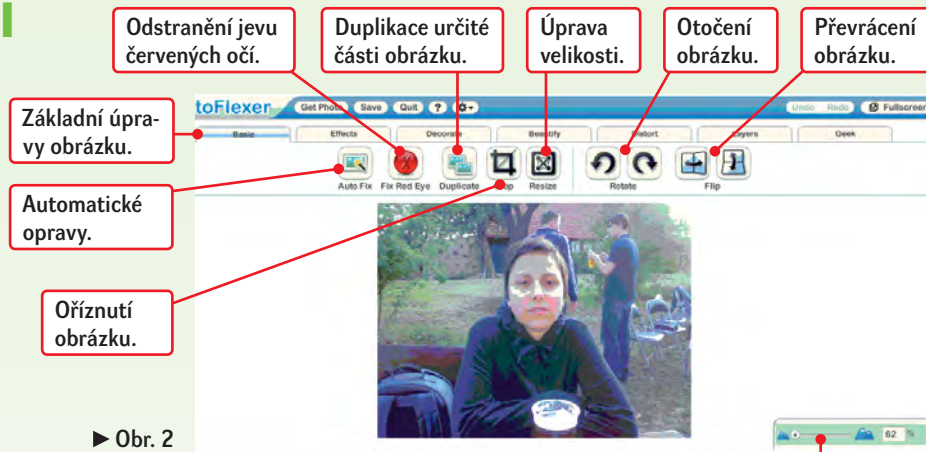 Odstranění jevu
červených očí.
Duplikace určité
části obrázku.
Úprava
velikosti.
Otočení
obrázku.
Převrácení
obrázku.
Základní úpra-
vy obrázku.
toFlexer
Get Photo Save Quit ?
Undo Redo Fullscreen
Basic Effects Decorate Beautify Distort Layers Geek
Auto Fix Fix Red Eye Duplicate op Resize Rotate Flip
Automatické
opravy.
Oříznutí
obrázku.
► Obr. 2
62 %